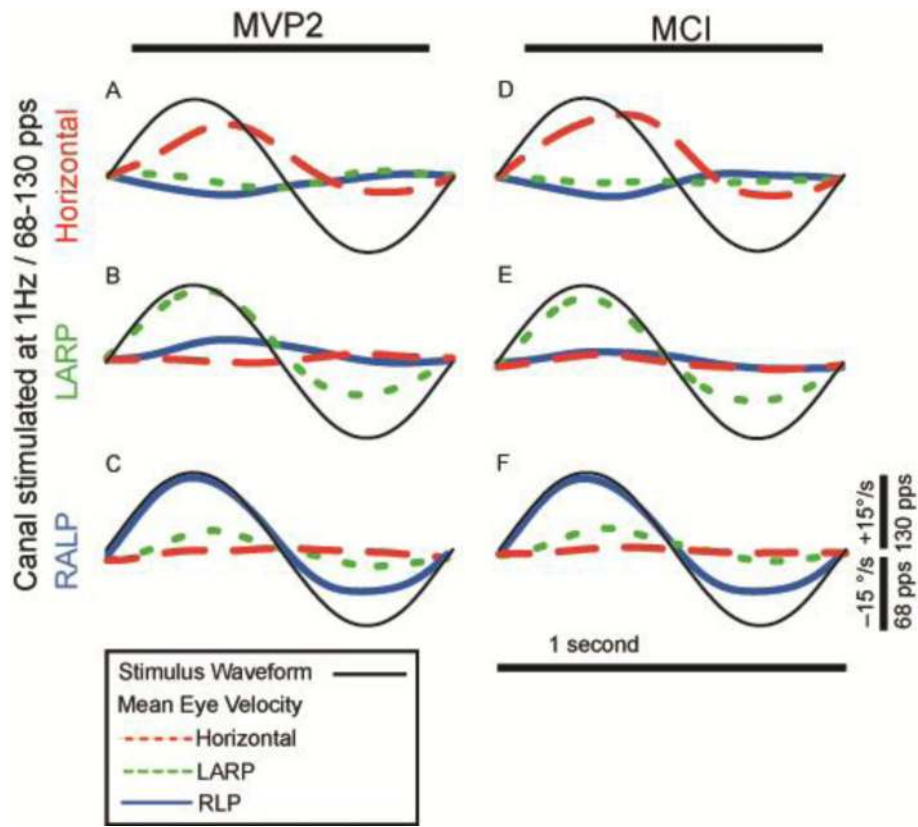 MVP2
MCI
Canal stimulated at 1Hz / 68-130 pps
Horizontal
LARP
RALP
A
D
B
E
C
F
+15°/s
130 pps
−15 °/s
68 pps
1 second
Stimulus Waveform
Mean Eye Velocity
Horizontal
LARP
RLP